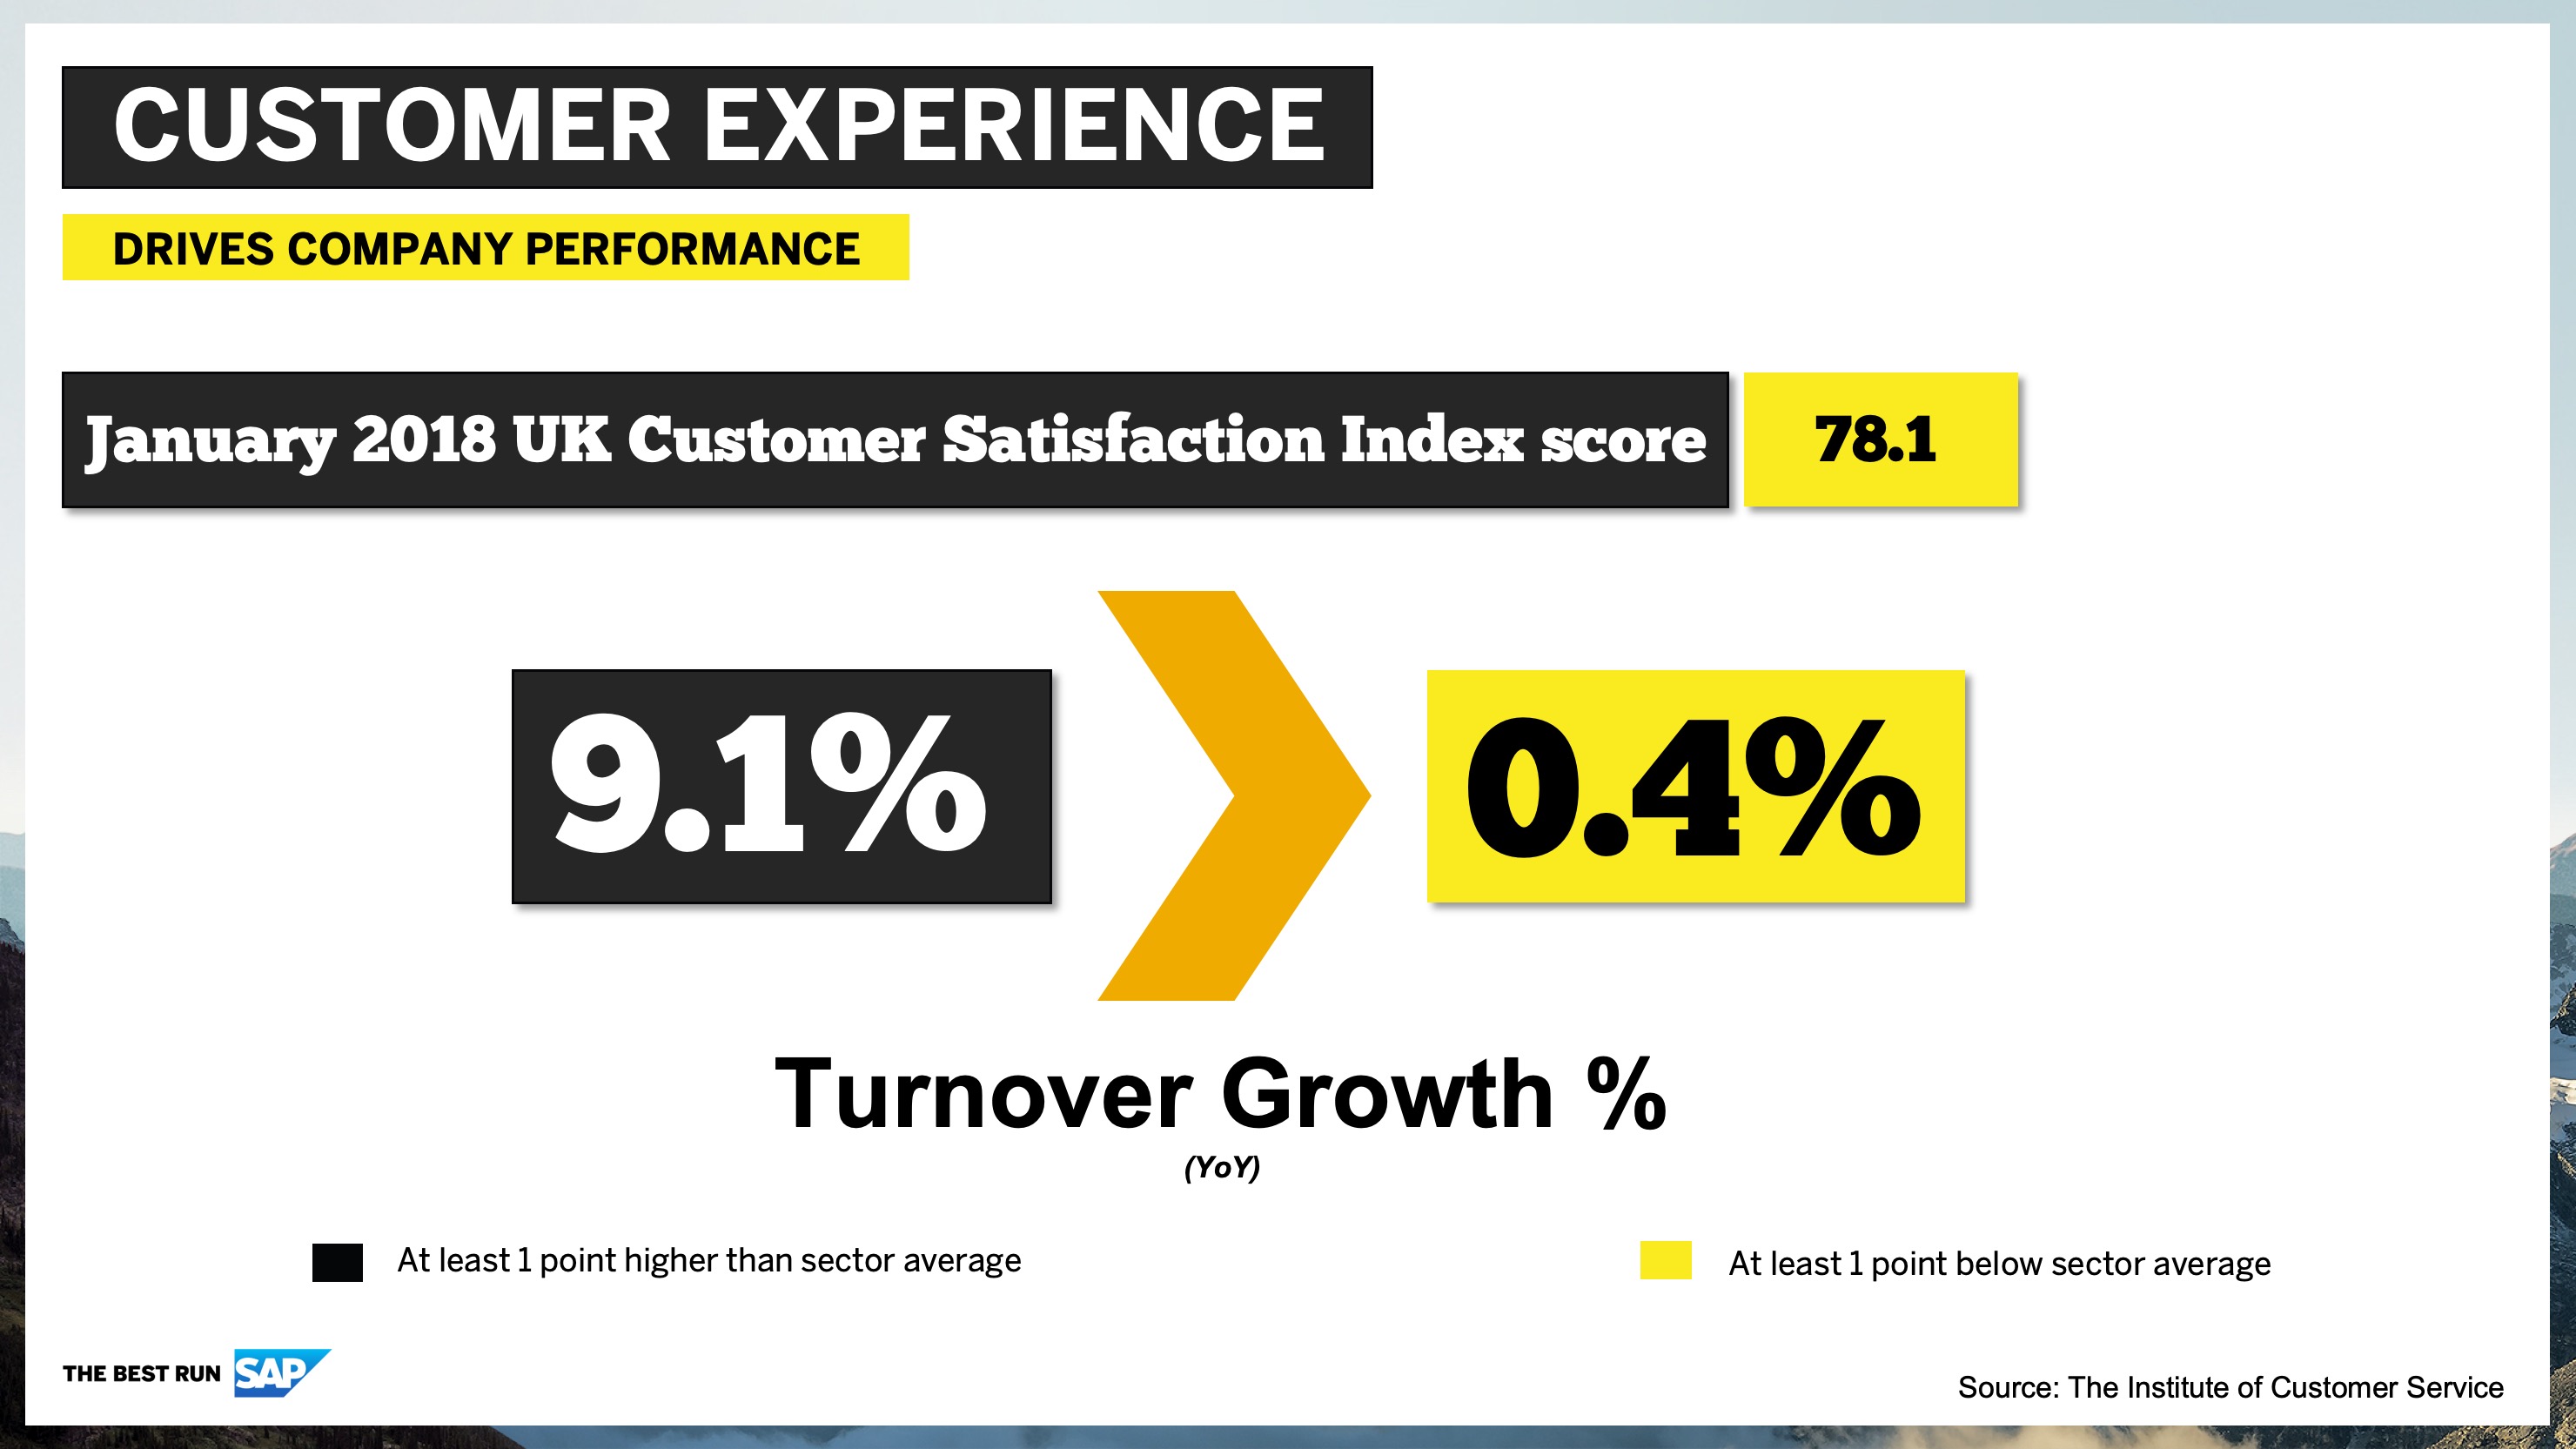 CUSTOMER EXPERIENCE
DRIVES COMPANY PERFORMANCE
January 2018 UK Customer Satisfaction Index score
78.1
9.1%
0.4%
Turnover Growth %
(YoY)
At least 1 point higher than sector average
At least 1 point below sector average
THE BEST RUN SAP
Source: The Institute of Customer Service